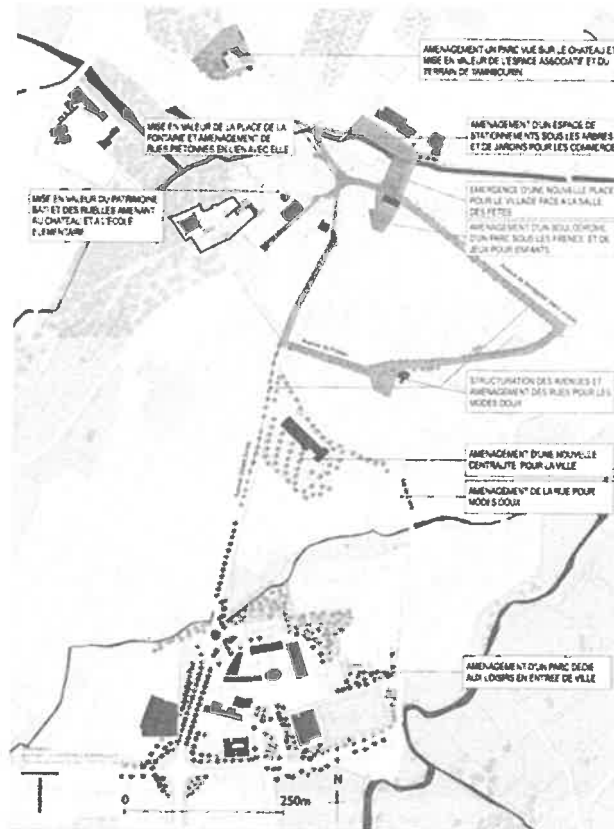 AMENAGEMENT UN PARC VUE SUR LE CHATEAU ET
MISE EN VALEUR DE L'ESPACE ASSOCIATIF ET DU
TERRAIN DE TAMBOURIN
MISE EN VALEUR DE LA PLACE DE LA
FONTAINE ET AMENAGEMENT DE
RUES PIETONNES EN LIEN AVEC ELLE
AMENAGEMENT D'UN ESPACE DE
STATIONNEMENTS SOUS LES ARBRES
ET DE JARDINS POUR LES COMMERCE
MISE EN VALEUR DU PATRIMOINE
BATI ET DES RUELLES AMENANT
AU CHATEAU ET A L'ECOLE
ELEMENTAIRE
EMERGENCE D'UNE NOUVELLE PLACE
POUR LE VILLAGE FACE A LA SALLE
DES FETES
AMENAGEMENT D'UN BOULODROME,
D'UN PARC SOUS LES FRENES, ET DE
JEUX POUR ENFANTS
STRUCTURATION DES AVENUES ET
AMENAGEMENT DES RUES POUR LES
MODES DOUX
AMENAGEMENT D'UNE NOUVELLE
CENTRALITE POUR LA VILLE
AMENAGEMENT DE LA RUE POUR
MODES DOUX
AMENAGEMENT D'UN PARC DEDIE
AUX LOISIRS EN ENTREE DE VILLE
N
0 250m